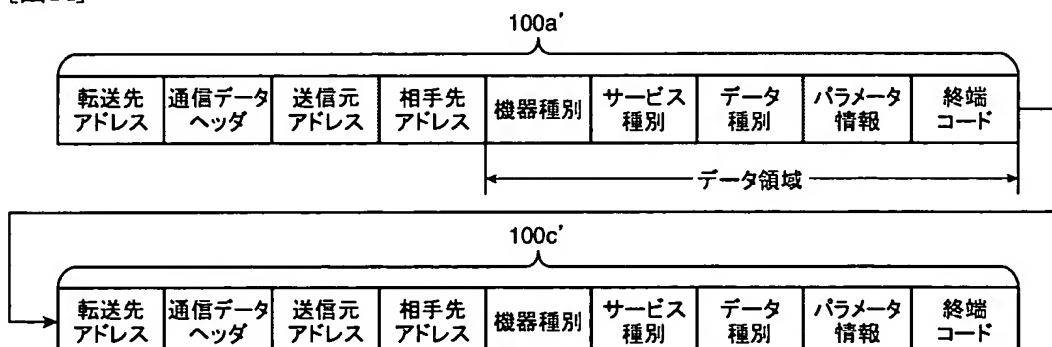 100a'
転送先 通信データ 送信元 相手先 機器種別 サービス データ パラメータ 終端
アドレス ヘッダ アドレス アドレス 種別 種別 情報 コード
データ領域
100c'
転送先 通信データ 送信元 相手先 機器種別 サービス データ パラメータ 終端
アドレス ヘッダ アドレス アドレス 種別 種別 情報 コード